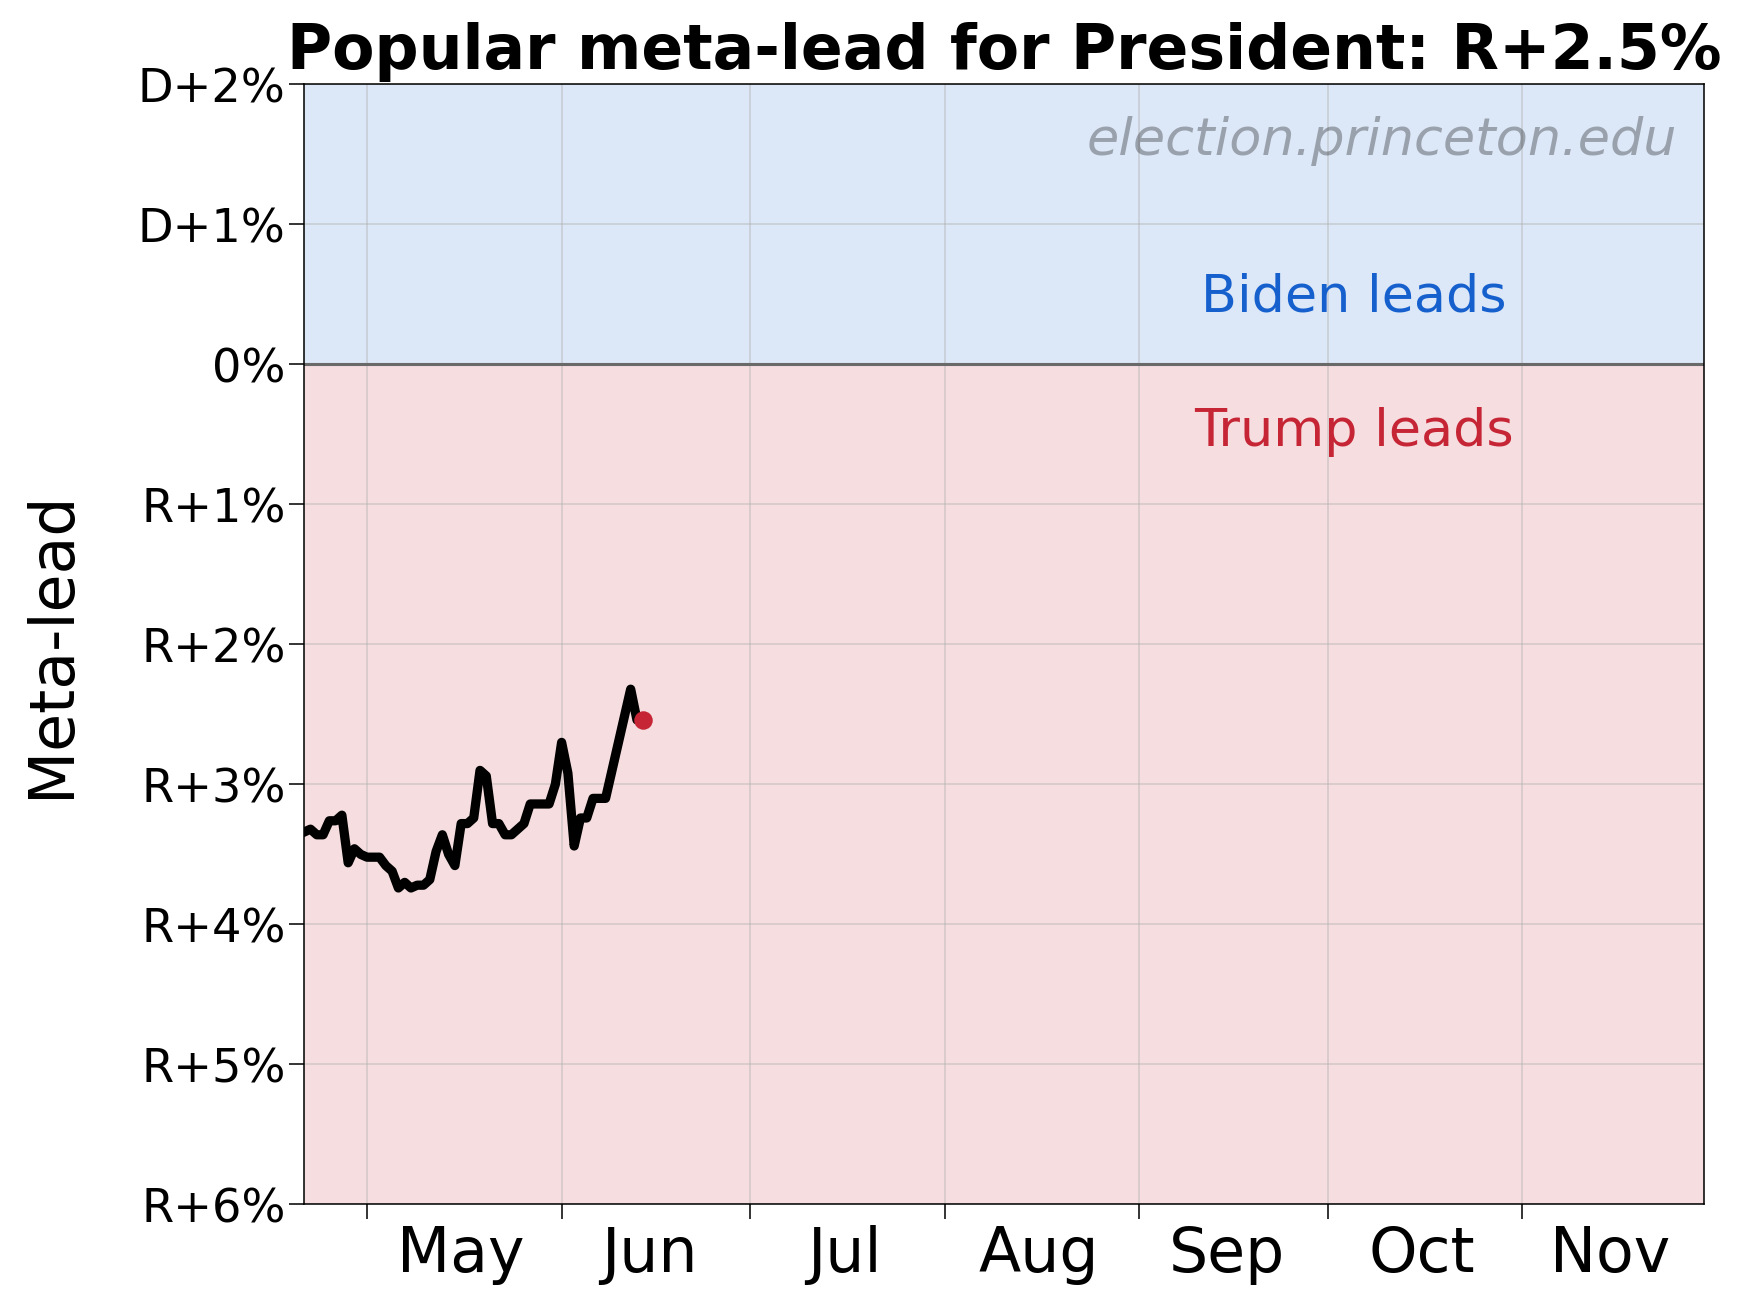 Popular meta-lead for President: R+2.5%
D+2%
election.princeton.edu
D+1%
Biden leads
0%
Trump leads
R+1%
R+2%
Meta-lead
R+3%
R+4%
R+5%
R+6%
May Jun Jul Aug Sep Oct Nov